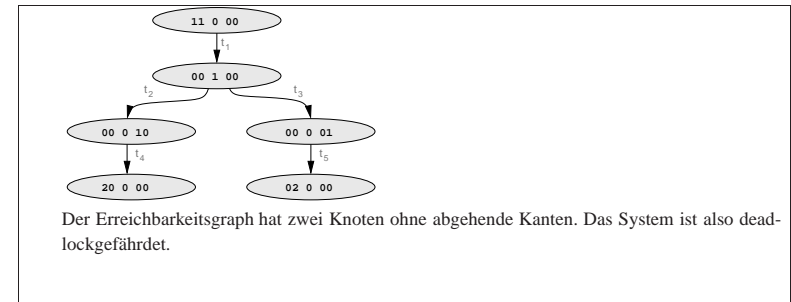 11 0 00
t1
00 1 00
t2 t3
00 0 10 00 0 01
t4 t5
20 0 00 02 0 00
Der Erreichbarkeitsgraph hat zwei Knoten ohne abgehende Kanten. Das System ist also dead-
lockgefährdet.